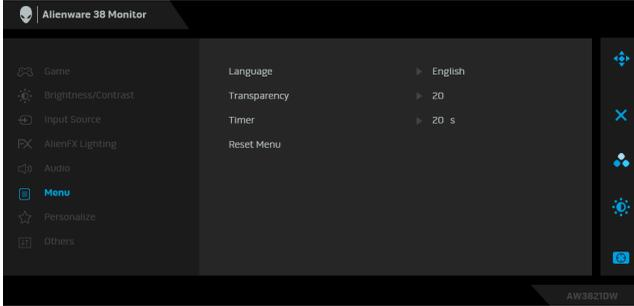 Alienware 38 Monitor
Game
Brightness/Contrast
Input Source
AlienFX Lighting
Audio
Menu
Personalize
Others
Language English
Transparency 20
Timer 20 s
Reset Menu
AW3821DW